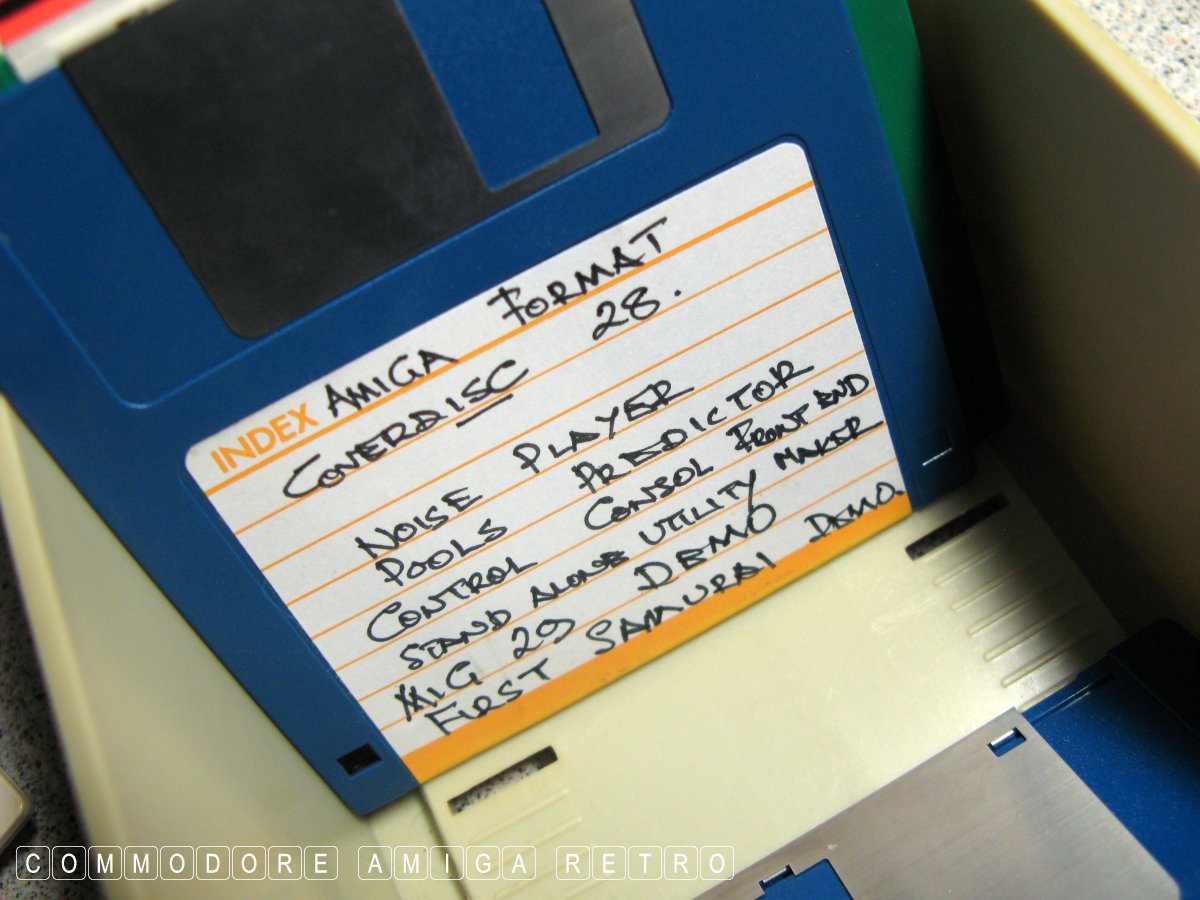 INDEX AMIGA FORMAT
COVERDISC 28.
NOISE PLAYER
POOLS PREDICTOR
CONTROL CONSOL FRONT END
STAND ALONE UTILITY MAKER
MIG 29 DEMO
FIRST SAMURAI DEMO.
COMMODORE AMIGA RETRO